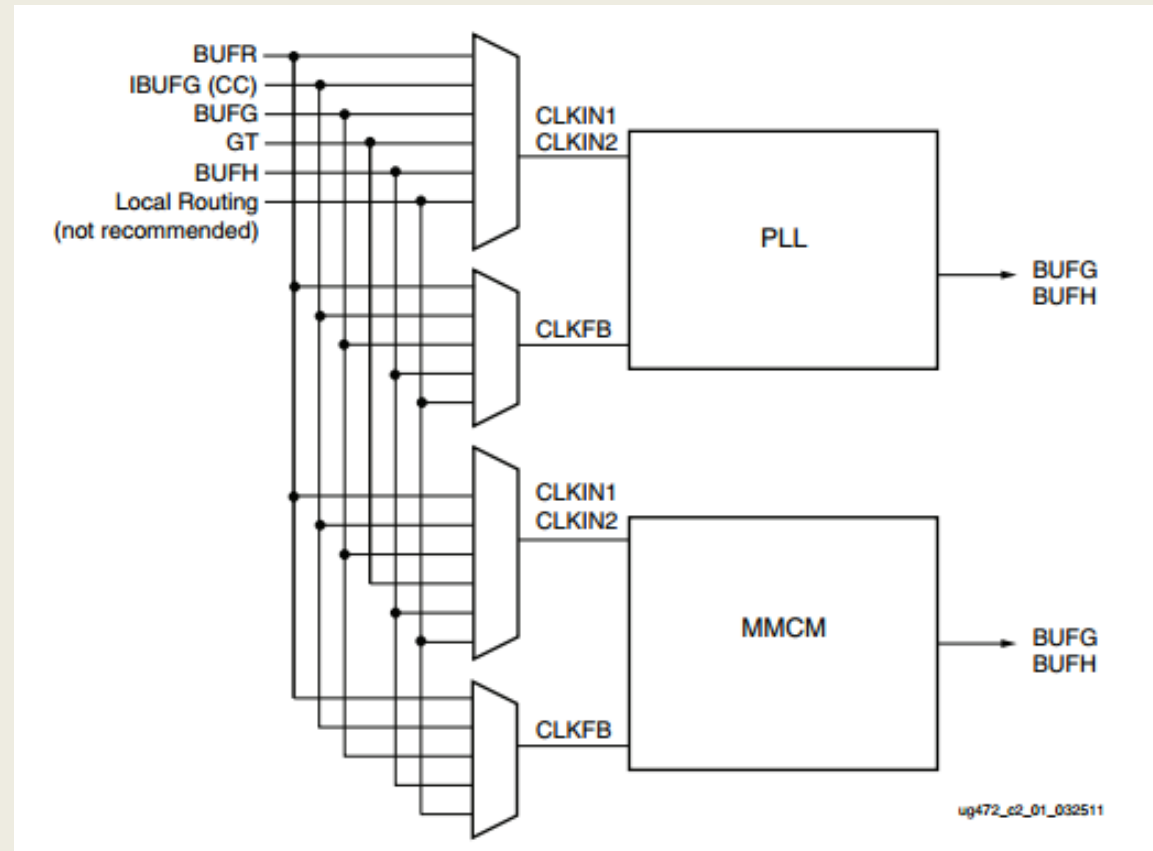 BUFR
IBUFG (CC)
BUFG
GT
BUFH
Local Routing
(not recommended)
CLKIN1
CLKIN2
PLL
BUFG
BUFH
CLKFB
CLKIN1
CLKIN2
MMCM
BUFG
BUFH
CLKFB
ug472_c2_01_032511